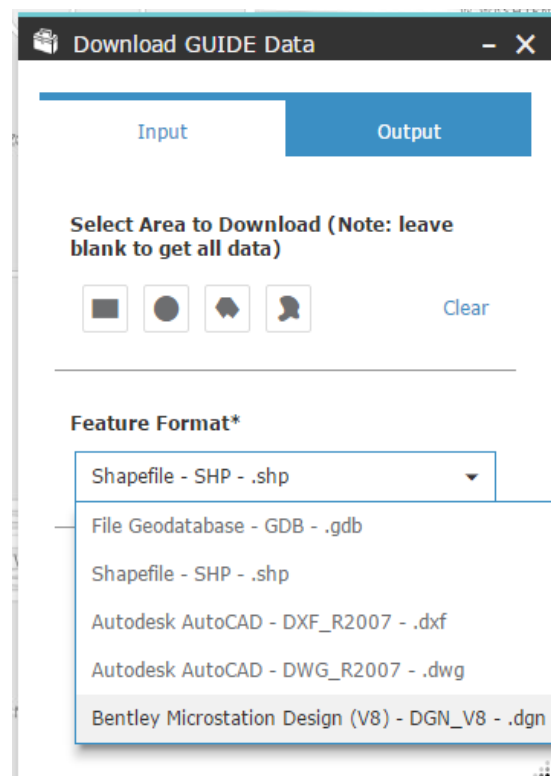 Download GUIDE Data
Input
Output
Select Area to Download (Note: leave
blank to get all data)
Clear
Feature Format*
Shapefile - SHP - .shp
File Geodatabase - GDB - .gdb
Shapefile - SHP - .shp
Autodesk AutoCAD - DXF_R2007 - .dxf
Autodesk AutoCAD - DWG_R2007 - .dwg
Bentley Microstation Design (V8) - DGN_V8 - .dgn